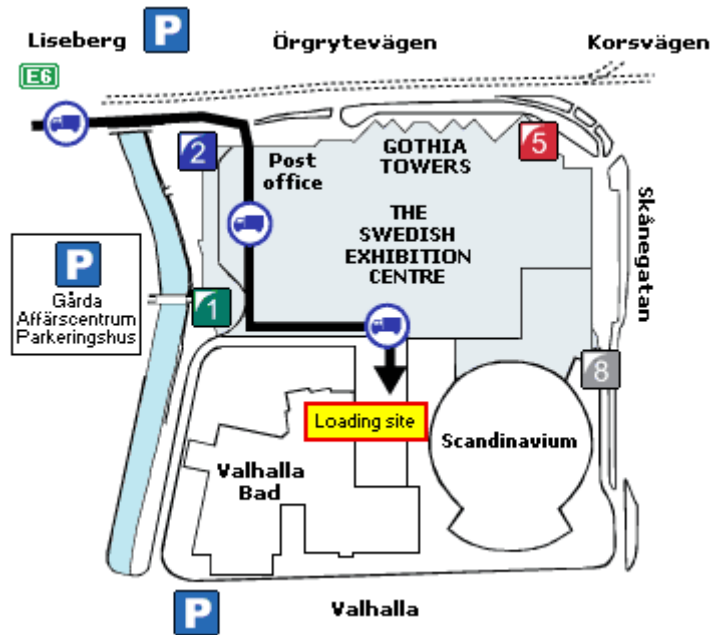 Liseberg
P
Örgrytevägen
Korsvägen
E6
2
Post
office
GOTHIA
TOWERS
5
THE
SWEDISH
EXHIBITION
CENTRE
Skånegatan
P
Gårda
Affärscentrum
Parkeringshus
1
8
Loading site
Scandinavium
Valhalla
Bad
P
Valhalla